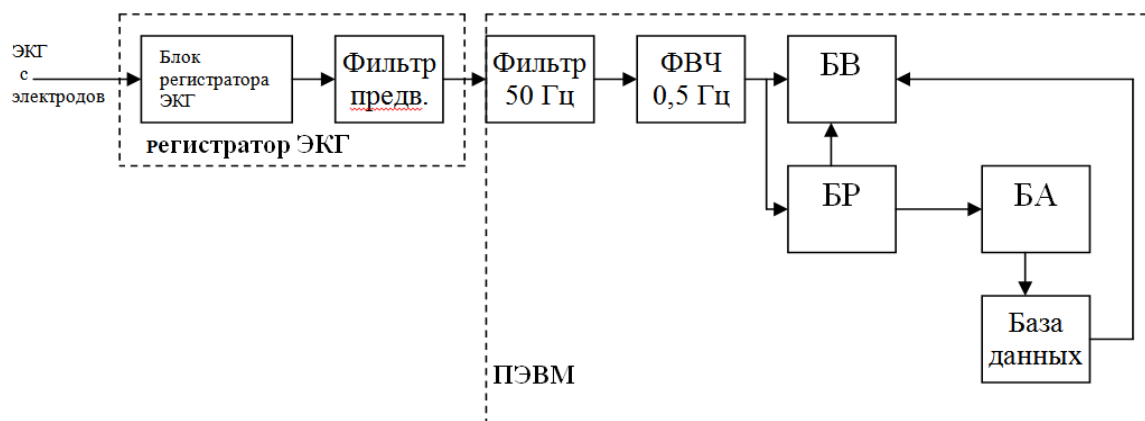 ЭКГ
с
электродов
Блок
регистратора
ЭКГ
Фильтр
предв.
регистратор ЭКГ
Фильтр
50 Гц
ФВЧ
0,5 Гц
БВ
БР
БА
База
данных
ПЭВМ